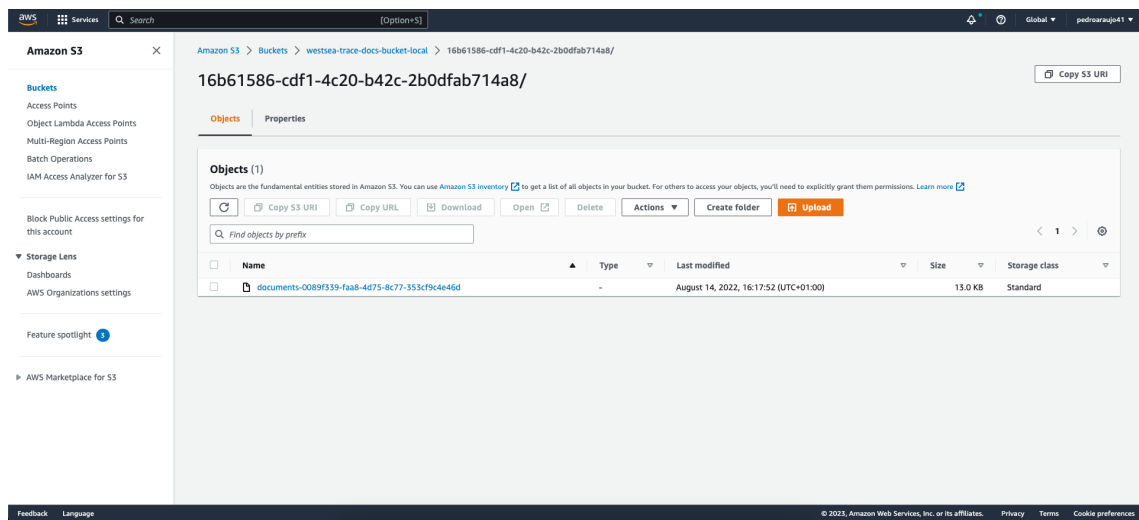 aws Services Search [Option+S] Global pedroaraujo41
Amazon S3
Buckets
Access Points
Object Lambda Access Points
Multi-Region Access Points
Batch Operations
IAM Access Analyzer for S3
Block Public Access settings for
this account
Storage Lens
Dashboards
AWS Organizations settings
Feature spotlight 3
AWS Marketplace for S3
Amazon S3 > Buckets > westsea-trace-docs-bucket-local > 16b61586-cdf1-4c20-b42c-2b0dfab714a8/
16b61586-cdf1-4c20-b42c-2b0dfab714a8/
Copy S3 URI
Objects Properties
Objects (1)
Objects are the fundamental entities stored in Amazon S3. You can use Amazon S3 inventory to get a list of all objects in your bucket. For others to access your objects, you'll need to explicitly grant them permissions. Learn more
Copy S3 URI Copy URL Download Open Delete Actions Create folder Upload
Find objects by prefix
< 1 >
Name Type Last modified Size Storage class
documents-0089f339-faa8-4d75-8c77-353cf9c4e46d - August 14, 2022, 16:17:52 (UTC+01:00) 13.0 KB Standard
Feedback Language © 2023, Amazon Web Services, Inc. or its affiliates. Privacy Terms Cookie preferences